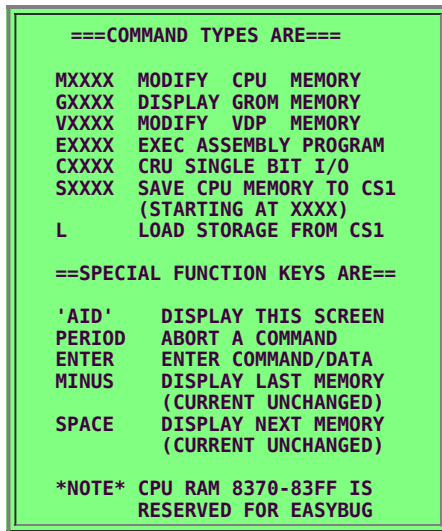 ===COMMAND TYPES ARE===
MXXXX MODIFY CPU MEMORY
GXXXX DISPLAY GROM MEMORY
VXXXX MODIFY VDP MEMORY
EXXXX EXEC ASSEMBLY PROGRAM
CXXXX CRU SINGLE BIT I/O
SXXXX SAVE CPU MEMORY TO CS1
(STARTING AT XXXX)
L LOAD STORAGE FROM CS1
==SPECIAL FUNCTION KEYS ARE==
'AID' DISPLAY THIS SCREEN
PERIOD ABORT A COMMAND
ENTER ENTER COMMAND/DATA
MINUS DISPLAY LAST MEMORY
(CURRENT UNCHANGED)
SPACE DISPLAY NEXT MEMORY
(CURRENT UNCHANGED)
*NOTE* CPU RAM 8370-83FF IS
RESERVED FOR EASYBUG